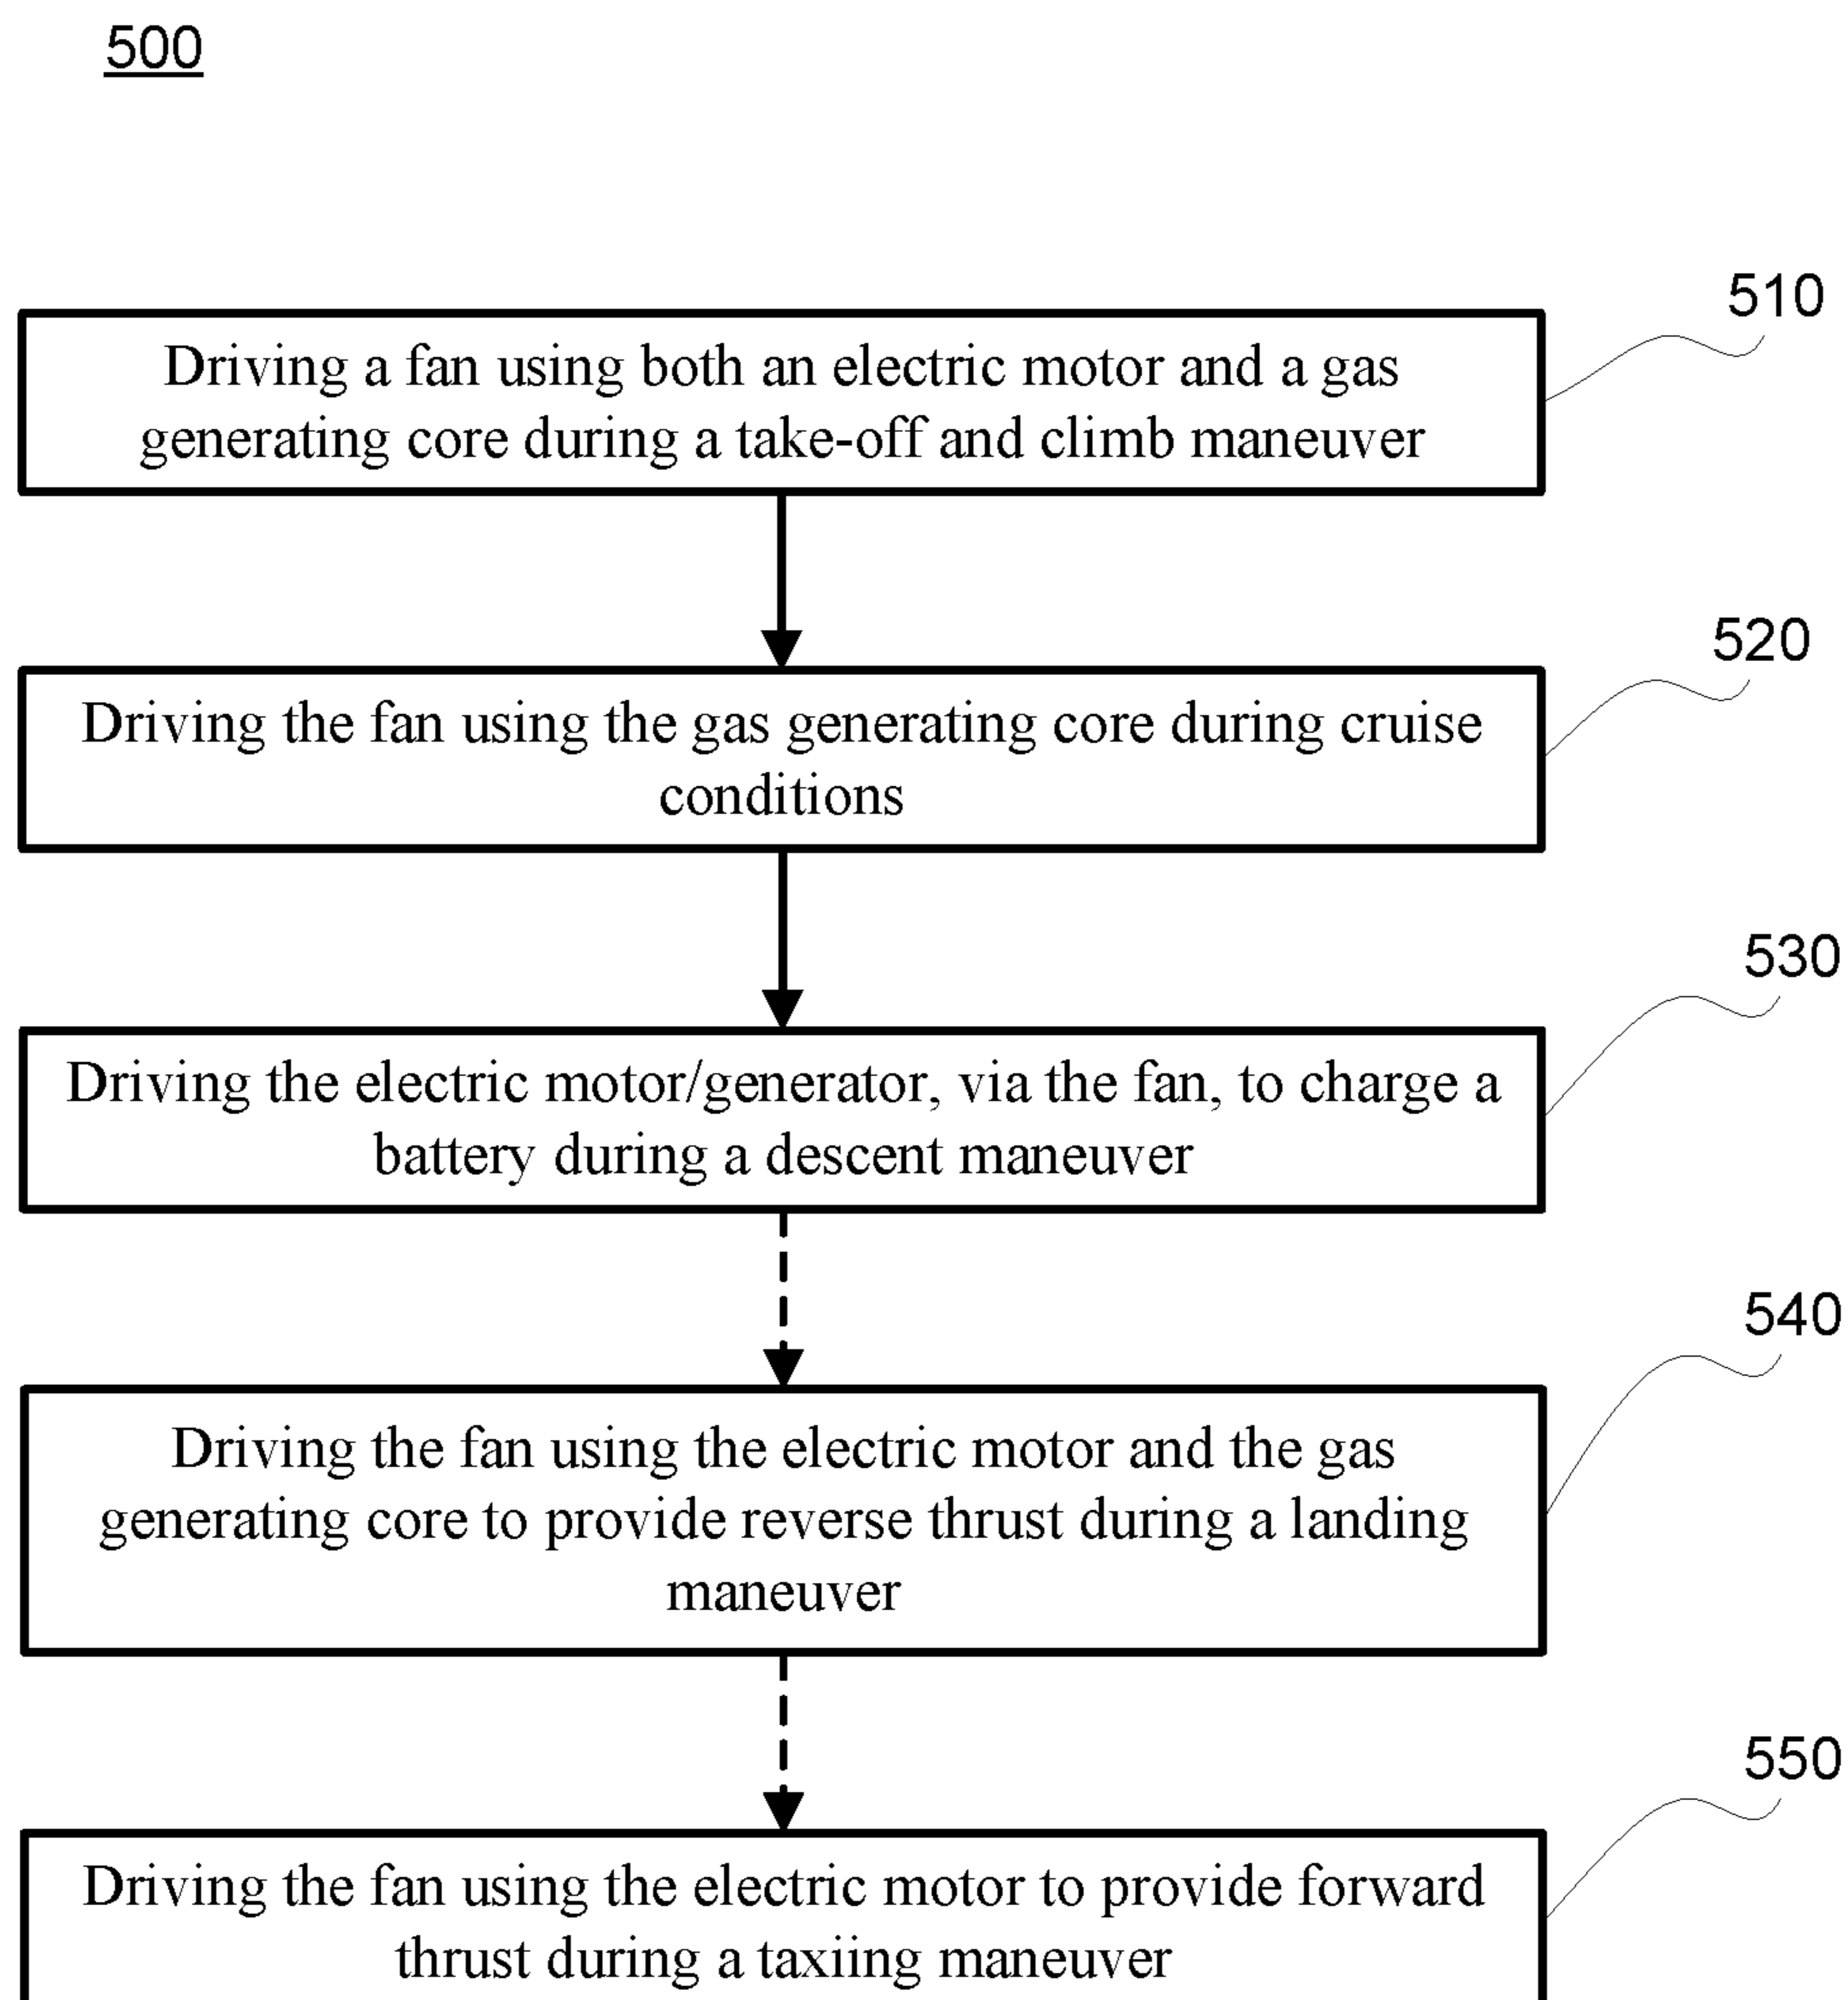 500
510
Driving a fan using both an electric motor and a gas
generating core during a take-off and climb maneuver
520
Driving the fan using the gas generating core during cruise
conditions
530
Driving the electric motor/generator, via the fan, to charge a
battery during a descent maneuver
540
Driving the fan using the electric motor and the gas
generating core to provide reverse thrust during a landing
maneuver
550
Driving the fan using the electric motor to provide forward
thrust during a taxiing maneuver